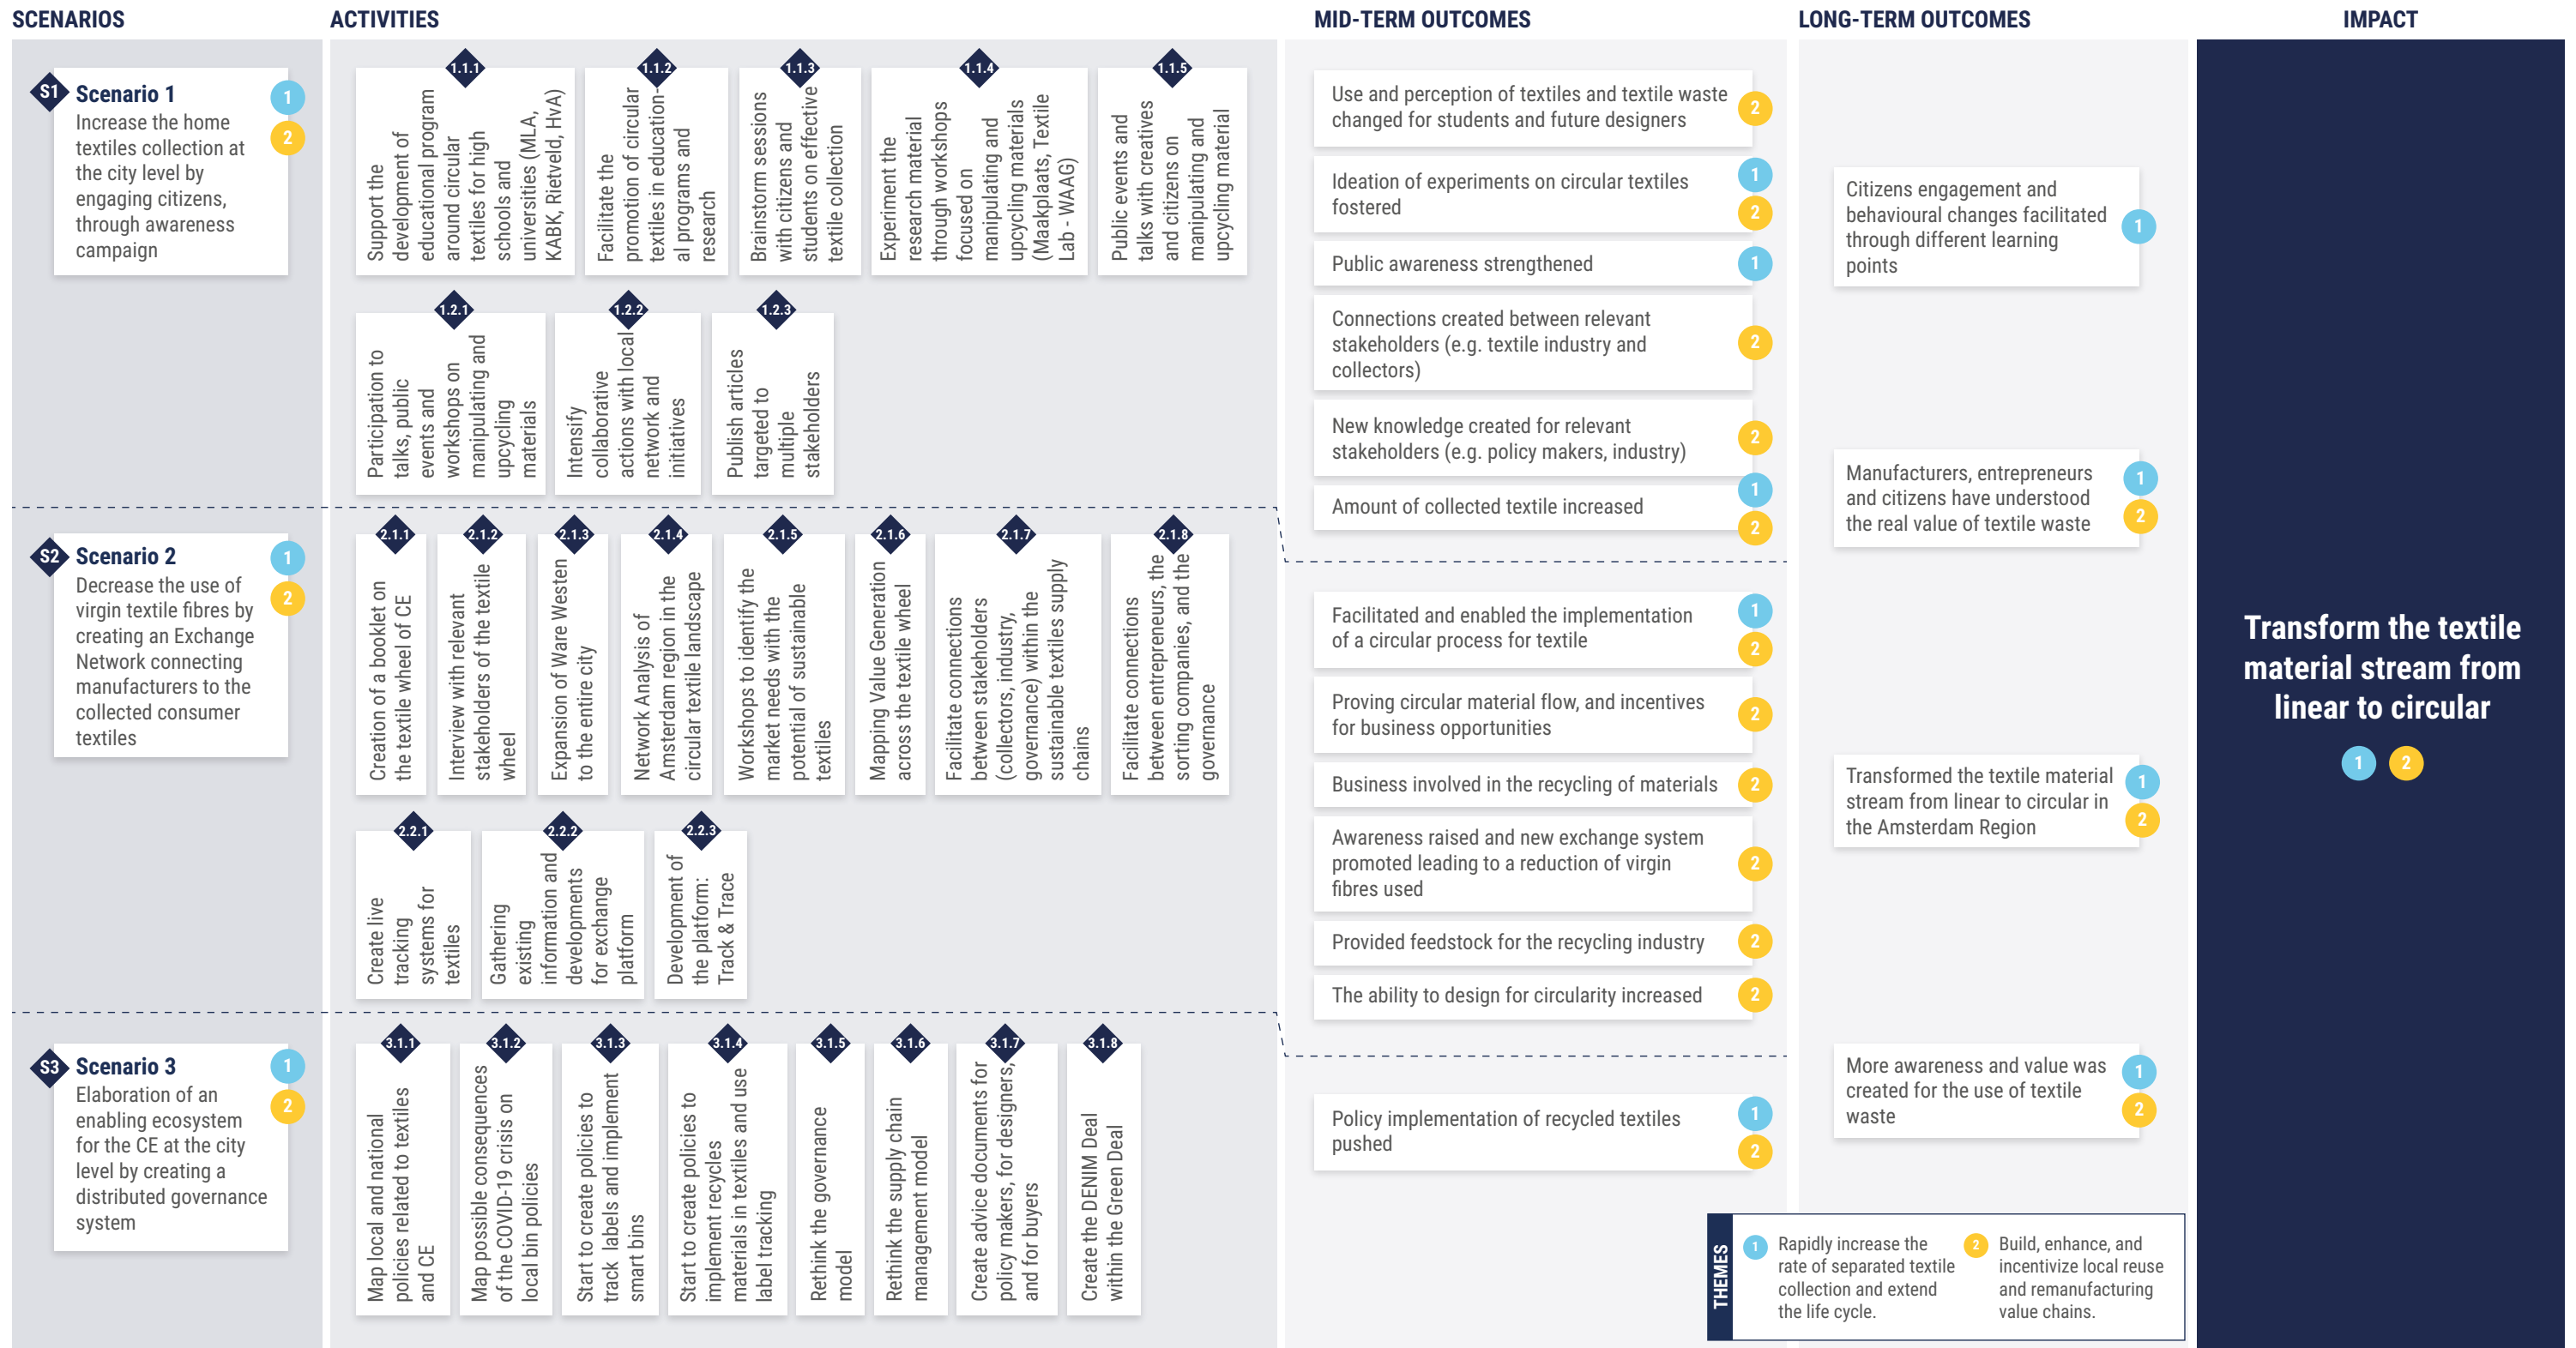 SCENARIOS
ACTIVITIES
MID-TERM OUTCOMES
LONG-TERM OUTCOMES
IMPACT
S1
Scenario 1
Increase the home
textiles collection at
the city level by
engaging citizens,
through awareness
campaign
1
2
1.1.1
Support the
development of
educational program
around circular
textiles for high
schools and
universities (MLA,
KABK, Rietveld, HvA)
1.1.2
Facilitate the
promotion of circular
textiles in education-
al programs and
research
1.1.3
Brainstorm sessions
with citizens and
students on effective
textile collection
1.1.4
Experiment the
research material
through workshops
focused on
manipulating and
upcycling materials
(Maakplaats, Textile
Lab - WAAG)
1.1.5
Public events and
talks with creatives
and citizens on
manipulating and
upcycling material
1.2.1
Participation to
talks, public
events and
workshops on
manipulating and
upcycling
materials
1.2.2
Intensify
collaborative
actions with local
network and
initiatives
1.2.3
Publish articles
targeted to
multiple
stakeholders
S2
Scenario 2
Decrease the use of
virgin textile fibres by
creating an Exchange
Network connecting
manufacturers to the
collected consumer
textiles
1
2
2.1.1
Creation of a booklet on
the textile wheel of CE
2.1.2
Interview with relevant
stakeholders of the textile
wheel
2.1.3
Expansion of Ware Westen
to the entire city
2.1.4
Network Analysis of
Amsterdam region in the
circular textile landscape
2.1.5
Workshops to identify the
market needs with the
potential of sustainable
textiles
2.1.6
Mapping Value Generation
across the textile wheel
2.1.7
Facilitate connections
between stakeholders
(collectors, industry,
governance) within the
sustainable textiles supply
chains
2.1.8
Facilitate connections
between entrepreneurs, the
sorting companies, and the
governance
2.2.1
Create live
tracking
systems for
textiles
2.2.2
Gathering
existing
information and
developments
for exchange
platform
2.2.3
Development of
the platform:
Track & Trace
S3
Scenario 3
Elaboration of an
enabling ecosystem
for the CE at the city
level by creating a
distributed governance
system
1
2
3.1.1
Map local and national
policies related to textiles
and CE
3.1.2
Map possible consequences
of the COVID-19 crisis on
local bin policies
3.1.3
Start to create policies to
track labels and implement
smart bins
3.1.4
Start to create policies to
implement recycles
materials in textiles and use
label tracking
3.1.5
Rethink the governance
model
3.1.6
Rethink the supply chain
management model
3.1.7
Create advice documents for
policy makers, for designers,
and for buyers
3.1.8
Create the DENIM Deal
within the Green Deal
Use and perception of textiles and textile waste
changed for students and future designers
2
Ideation of experiments on circular textiles
fostered
1
2
Public awareness strengthened
1
Connections created between relevant
stakeholders (e.g. textile industry and
collectors)
2
New knowledge created for relevant
stakeholders (e.g. policy makers, industry)
2
Amount of collected textile increased
1
2
Facilitated and enabled the implementation
of a circular process for textile
1
2
Proving circular material flow, and incentives
for business opportunities
2
Business involved in the recycling of materials
2
Awareness raised and new exchange system
promoted leading to a reduction of virgin
fibres used
2
Provided feedstock for the recycling industry
2
The ability to design for circularity increased
2
Policy implementation of recycled textiles
pushed
1
2
Citizens engagement and
behavioural changes facilitated
through different learning
points
1
Manufacturers, entrepreneurs
and citizens have understood
the real value of textile waste
1
2
Transformed the textile material
stream from linear to circular in
the Amsterdam Region
1
2
More awareness and value was
created for the use of textile
waste
1
2
Transform the textile
material stream from
linear to circular
1 2
THEMES
1
Rapidly increase the
rate of separated textile
collection and extend
the life cycle.
2
Build, enhance, and
incentivize local reuse
and remanufacturing
value chains.